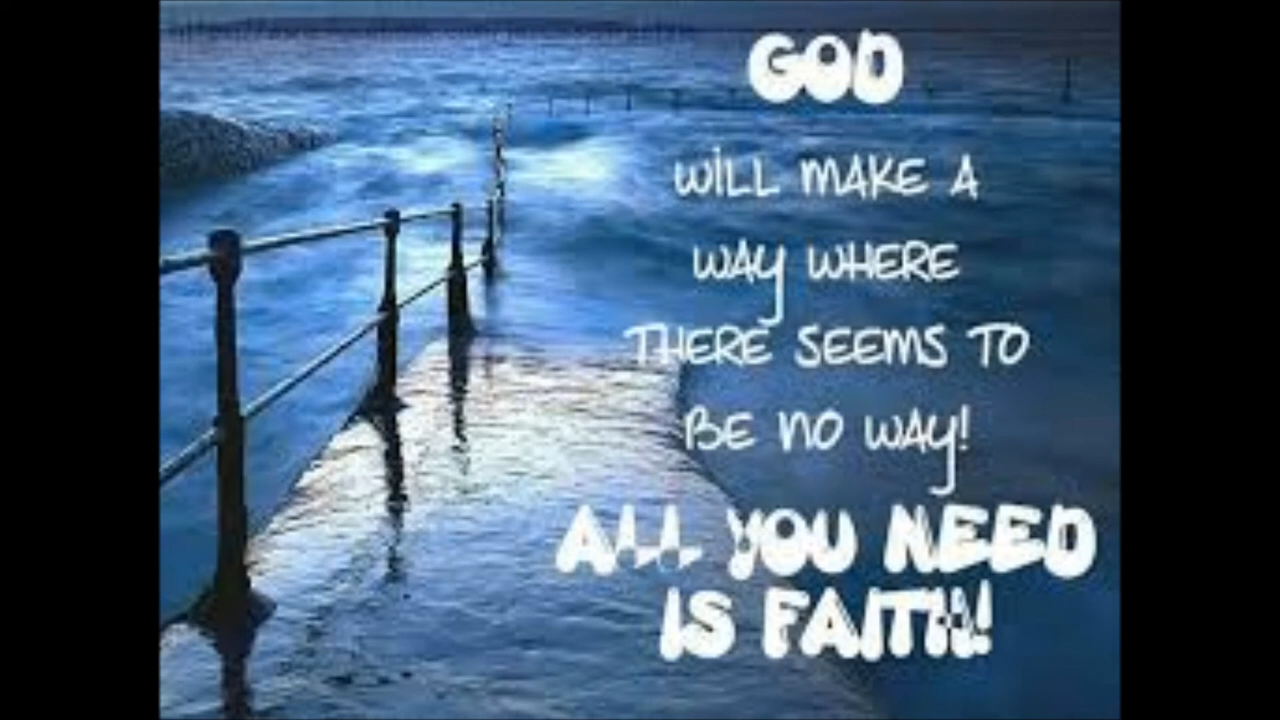 GOD
WILL MAKE A
WAY WHERE
THERE SEEMS TO
BE NO WAY!
ALL YOU NEED
IS FAITH!